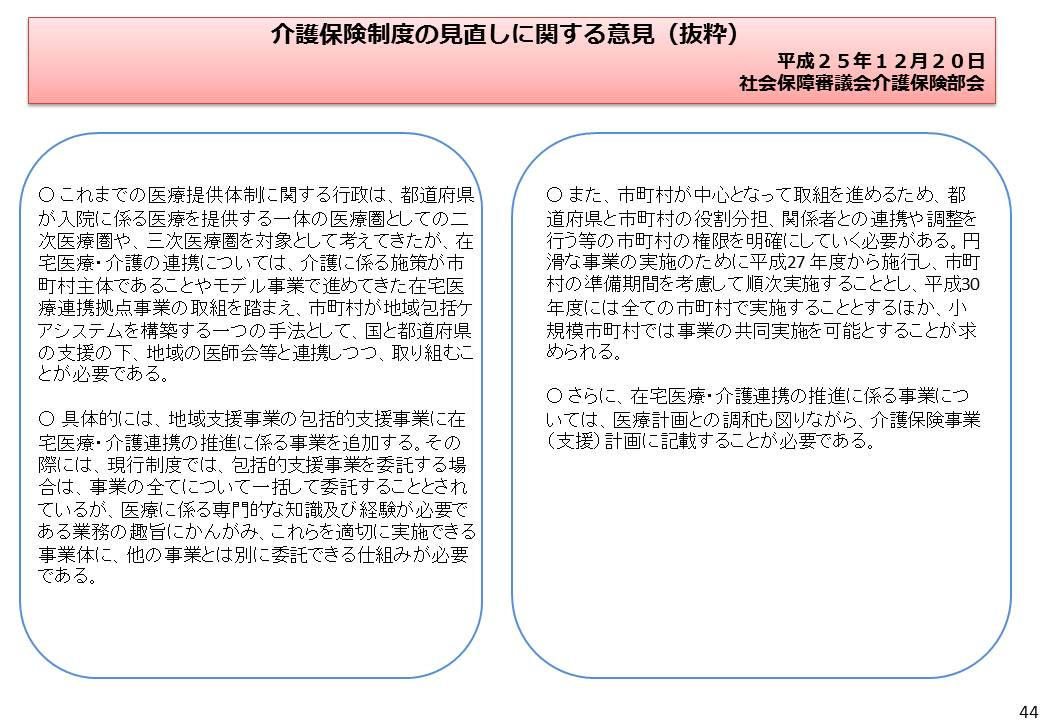 介護保険制度の見直しに関する意見（抜粋）
平成２５年１２月２０日
社会保障審議会介護保険部会
○ これまでの医療提供体制に関する行政は、都道府県
が入院に係る医療を提供する一体の医療圏としての二
次医療圏や、三次医療圏を対象として考えてきたが、在
宅医療・介護の連携については、介護に係る施策が市
町村主体であることやモデル事業で進めてきた在宅医
療連携拠点事業の取組を踏まえ、市町村が地域包括ケ
アシステムを構築する一つの手法として、国と都道府県
の支援の下、地域の医師会等と連携しつつ、取り組むこ
とが必要である。
○ 具体的には、地域支援事業の包括的支援事業に在
宅医療・介護連携の推進に係る事業を追加する。その
際には、現行制度では、包括的支援事業を委託する場
合は、事業の全てについて一括して委託することとされ
ているが、医療に係る専門的な知識及び経験が必要で
ある業務の趣旨にかんがみ、これらを適切に実施できる
事業体に、他の事業とは別に委託できる仕組みが必要
である。
○ また、市町村が中心となって取組を進めるため、都
道府県と市町村の役割分担、関係者との連携や調整を
行う等の市町村の権限を明確にしていく必要がある。円
滑な事業の実施のために平成27 年度から施行し、市町
村の準備期間を考慮して順次実施することとし、平成30
年度には全ての市町村で実施することとするほか、小
規模市町村では事業の共同実施を可能とすることが求
められる。
○ さらに、在宅医療・介護連携の推進に係る事業につ
いては、医療計画との調和も図りながら、介護保険事業
（支援）計画に記載することが必要である。
44